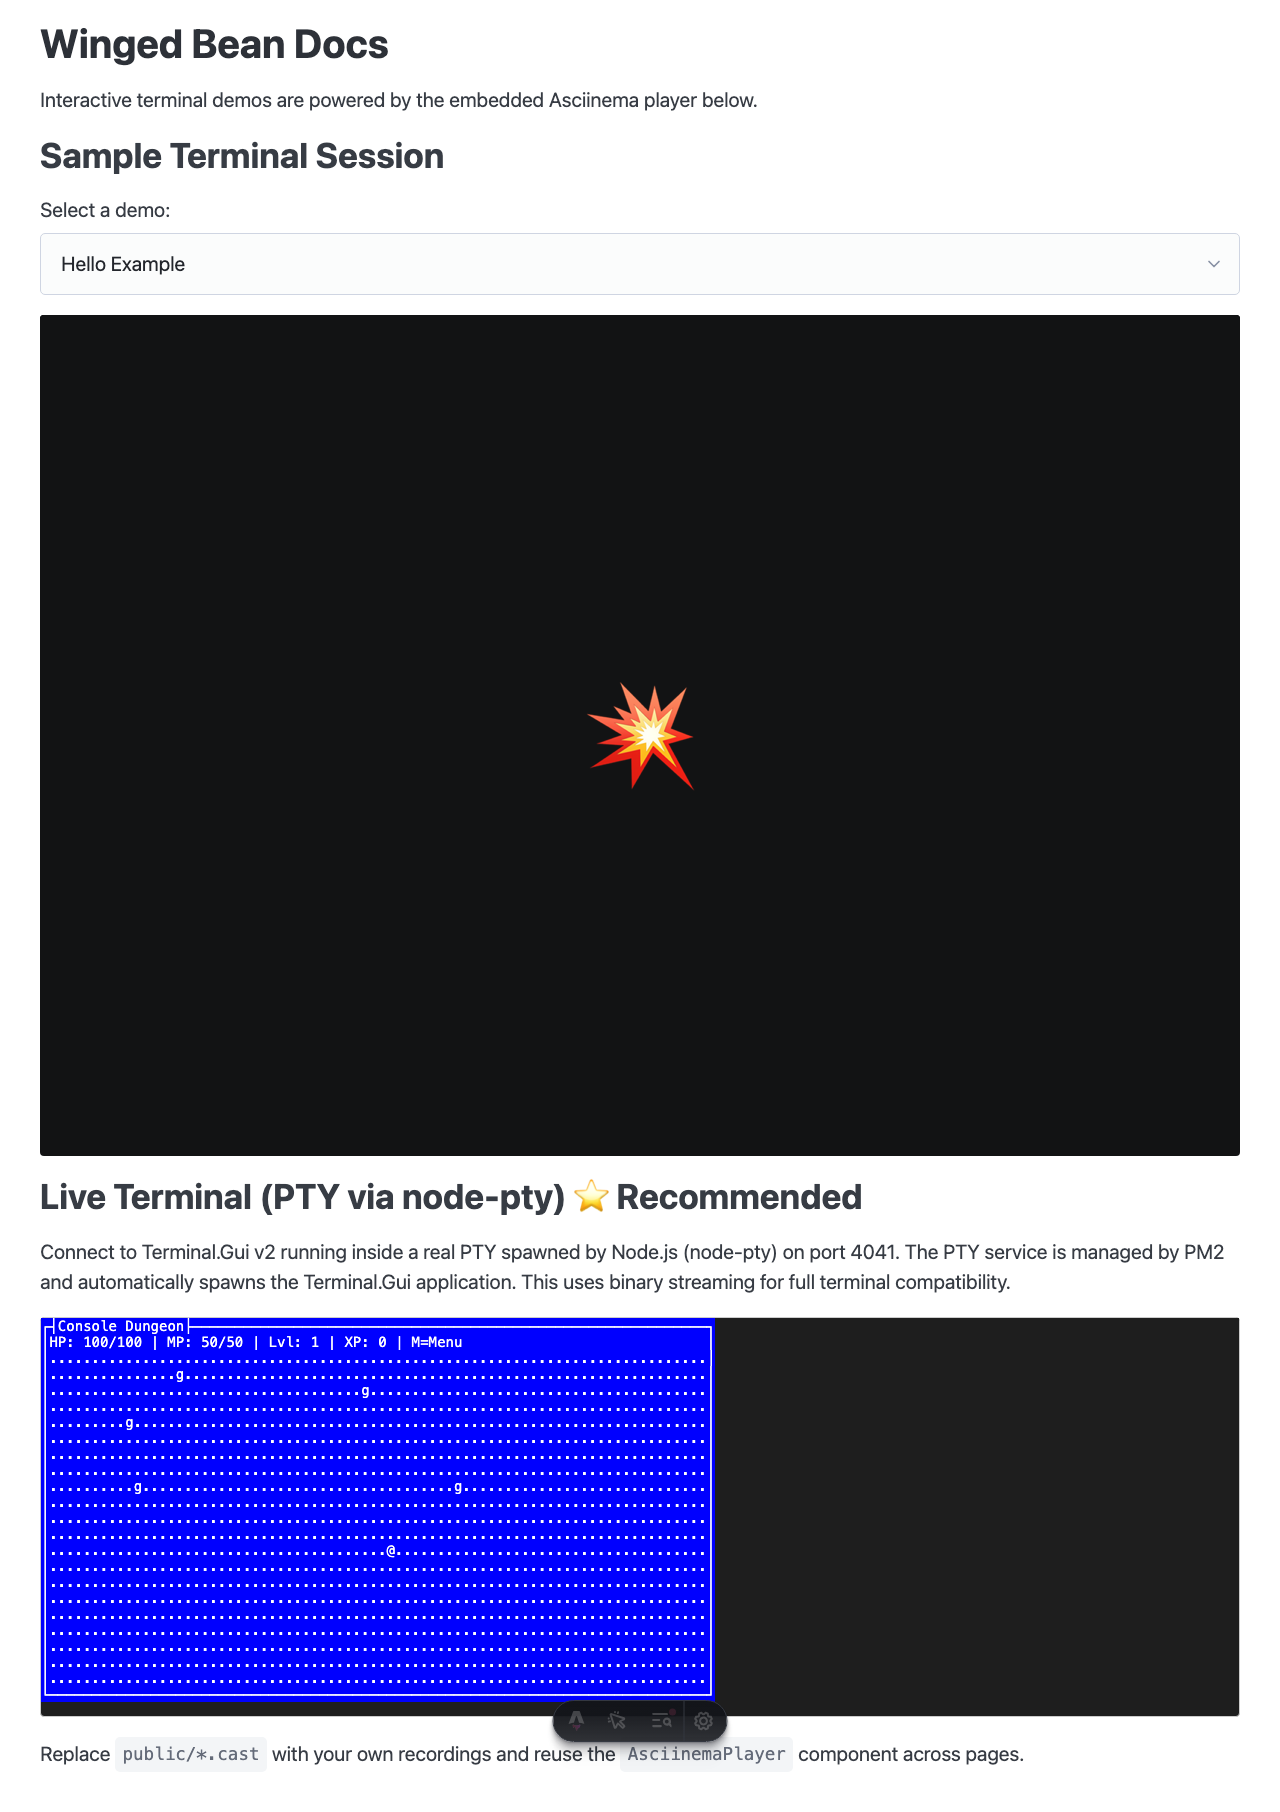 Winged Bean Docs
Interactive terminal demos are powered by the embedded Asciinema player below.
Sample Terminal Session
Select a demo:
Hello Example
Live Terminal (PTY via node-pty) ⭐ Recommended
Connect to Terminal.Gui v2 running inside a real PTY spawned by Node.js (node-pty) on port 4041. The PTY service is managed by PM2
and automatically spawns the Terminal.Gui application. This uses binary streaming for full terminal compatibility.
Console Dungeon
HP: 100/100 | MP: 50/50 | Lvl: 1 | XP: 0 | M=Menu
..............................................................................
...............g..............................................................
.....................................g........................................
..............................................................................
.........g....................................................................
..............................................................................
..............................................................................
..............................................................................
..........g.....................................g.............................
..............................................................................
..............................................................................
..............................................................................
........................................@.....................................
..............................................................................
..............................................................................
..............................................................................
..............................................................................
..............................................................................
..............................................................................
..............................................................................
..............................................................................
Replace public/*.cast with your own recordings and reuse the AsciinemaPlayer component across pages.